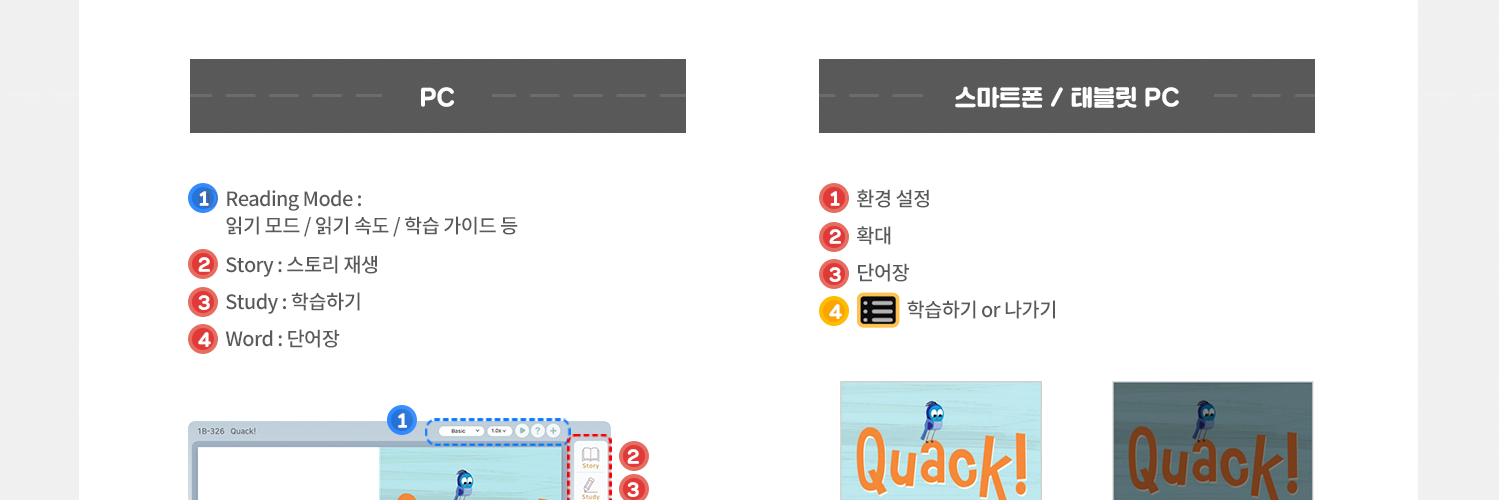 PC
1 Reading Mode :
읽기 모드 / 읽기 속도 / 학습 가이드 등
2 Story : 스토리 재생
3 Study : 학습하기
4 Word : 단어장
1
1B-326 Quack!
Basic 1.0x ? +
Story
2
Study
3
Quack!
스마트폰 / 태블릿 PC
1 환경 설정
2 확대
3 단어장
4 학습하기 or 나가기
Quack!
Quack!